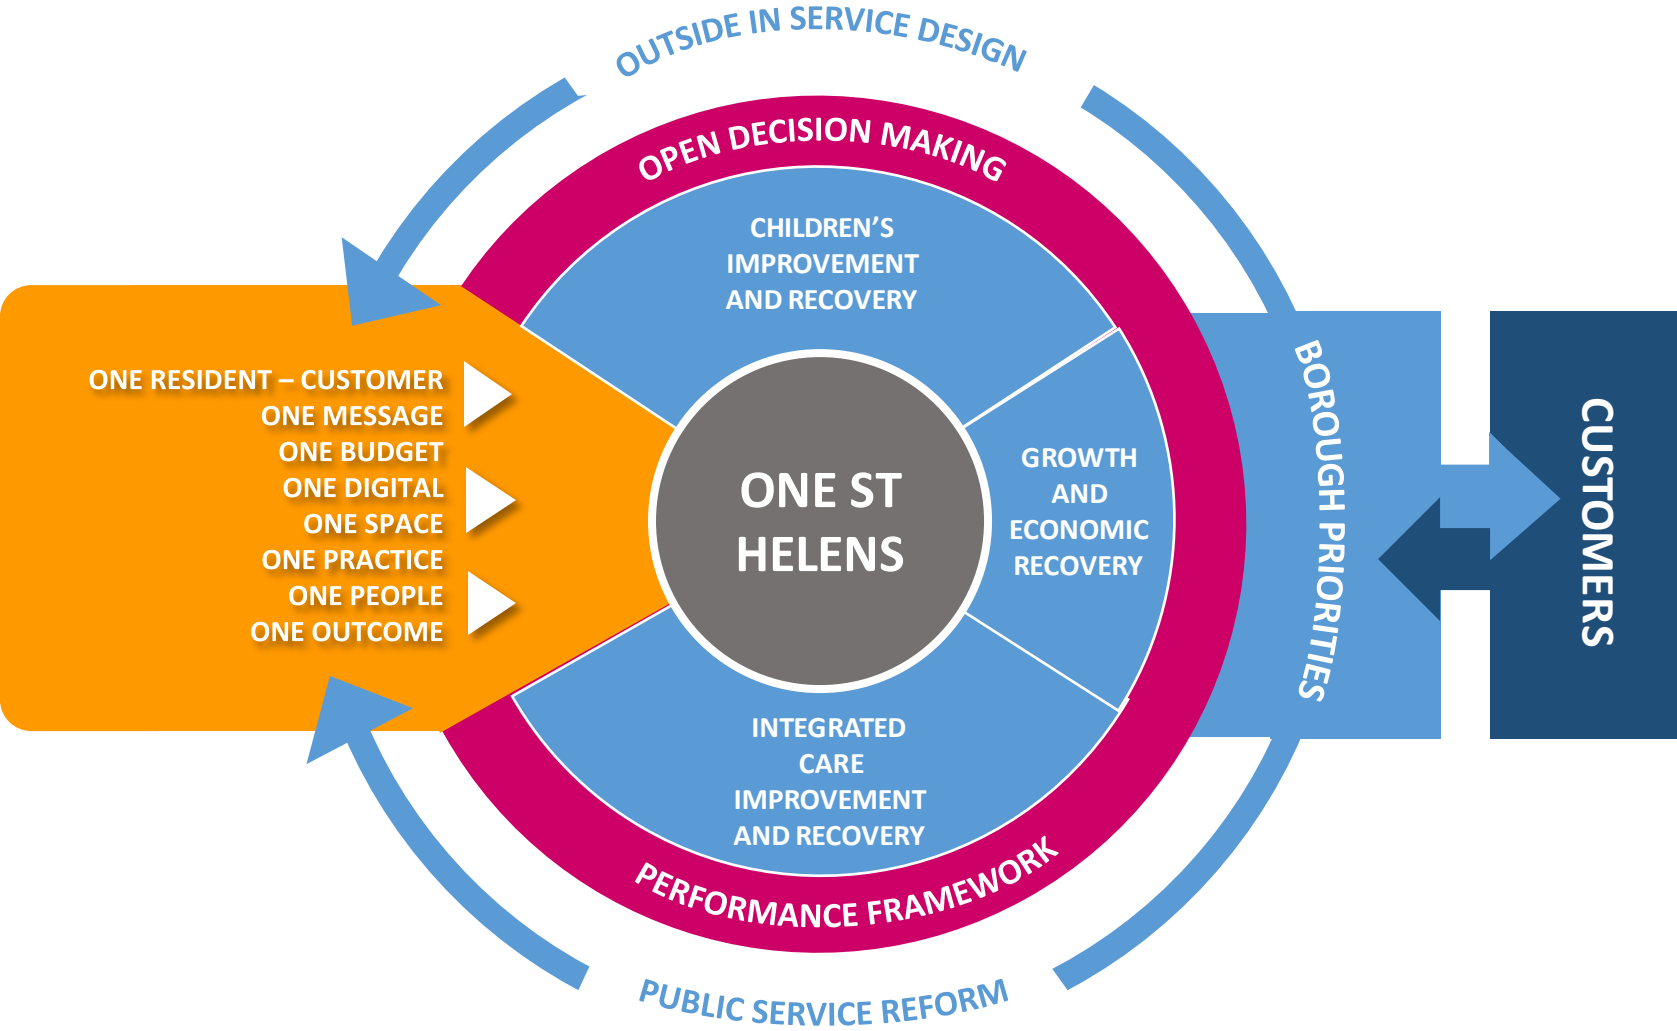 OUTSIDE IN SERVICE DESIGN
OPEN DECISION MAKING
CHILDREN’S
IMPROVEMENT
AND RECOVERY
ONE RESIDENT – CUSTOMER
ONE MESSAGE
ONE BUDGET
ONE DIGITAL
ONE SPACE
ONE PRACTICE
ONE PEOPLE
ONE OUTCOME
ONE ST
HELENS
GROWTH
AND
ECONOMIC
RECOVERY
BOROUGH PRIORITIES
CUSTOMERS
INTEGRATED
CARE
IMPROVEMENT
AND RECOVERY
PERFORMANCE FRAMEWORK
PUBLIC SERVICE REFORM